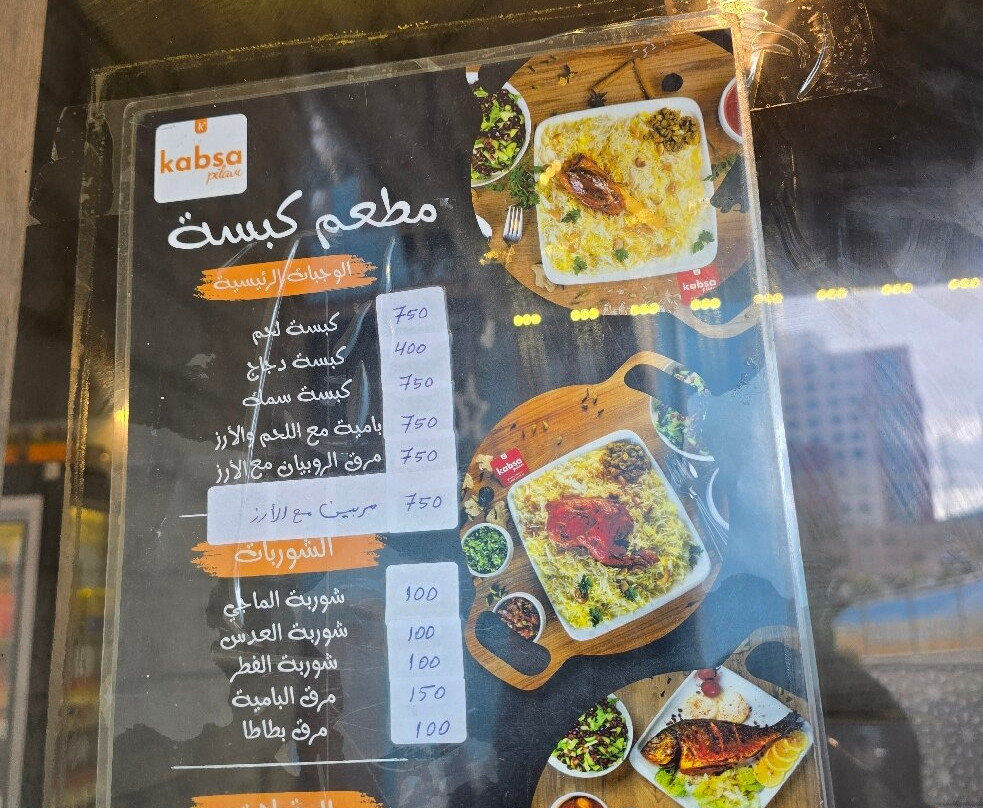 kabsa
pilavı
مطعم كبسة
الوجبات الرئيسية
كبسة لحم 750
كبسة دجاج 400
كبسة سمك 750
بامية مع اللحم والأرز 750
مرق الروبيان مع الأرز 750
مربين مع الأرز 750
الشوربات
شوربة الماجي 100
شوربة العدس 100
شوربة الفطر 100
مرق البامية 150
مرق بطاطا 100
kabsa
kabsa